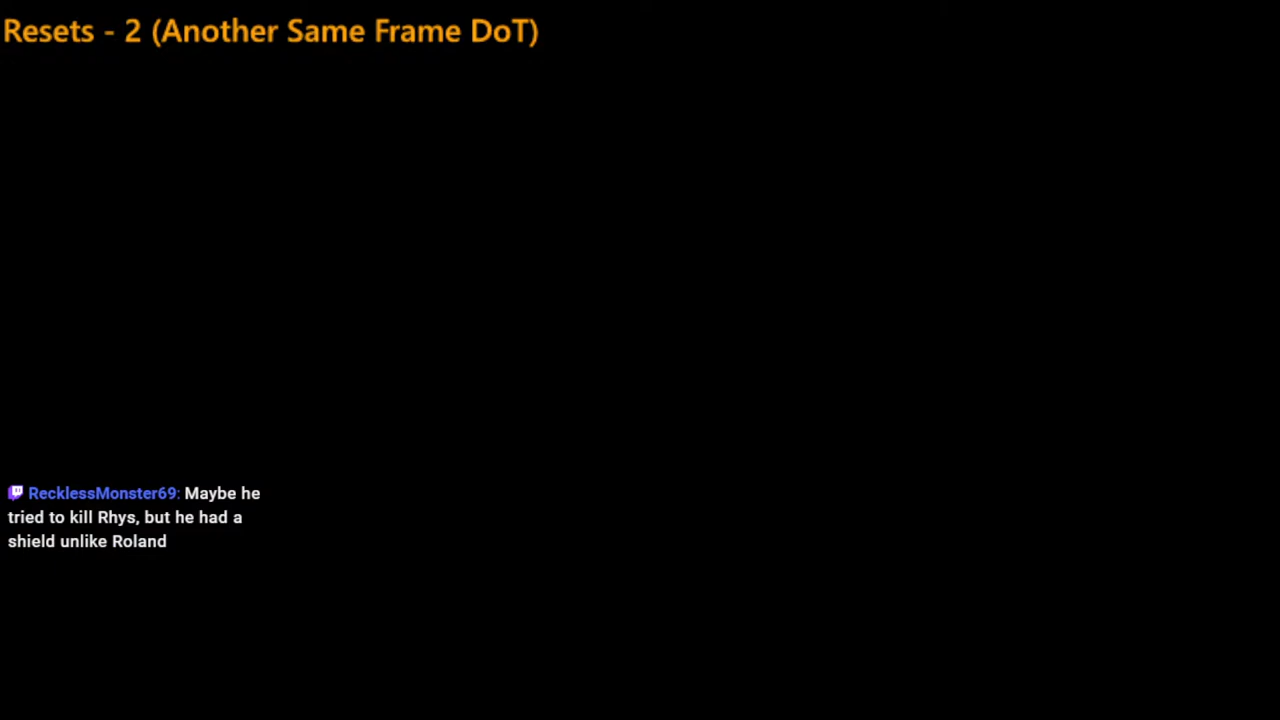 Resets - 2 (Another Same Frame DoT)
RecklessMonster69: Maybe he
tried to kill Rhys, but he had a
shield unlike Roland